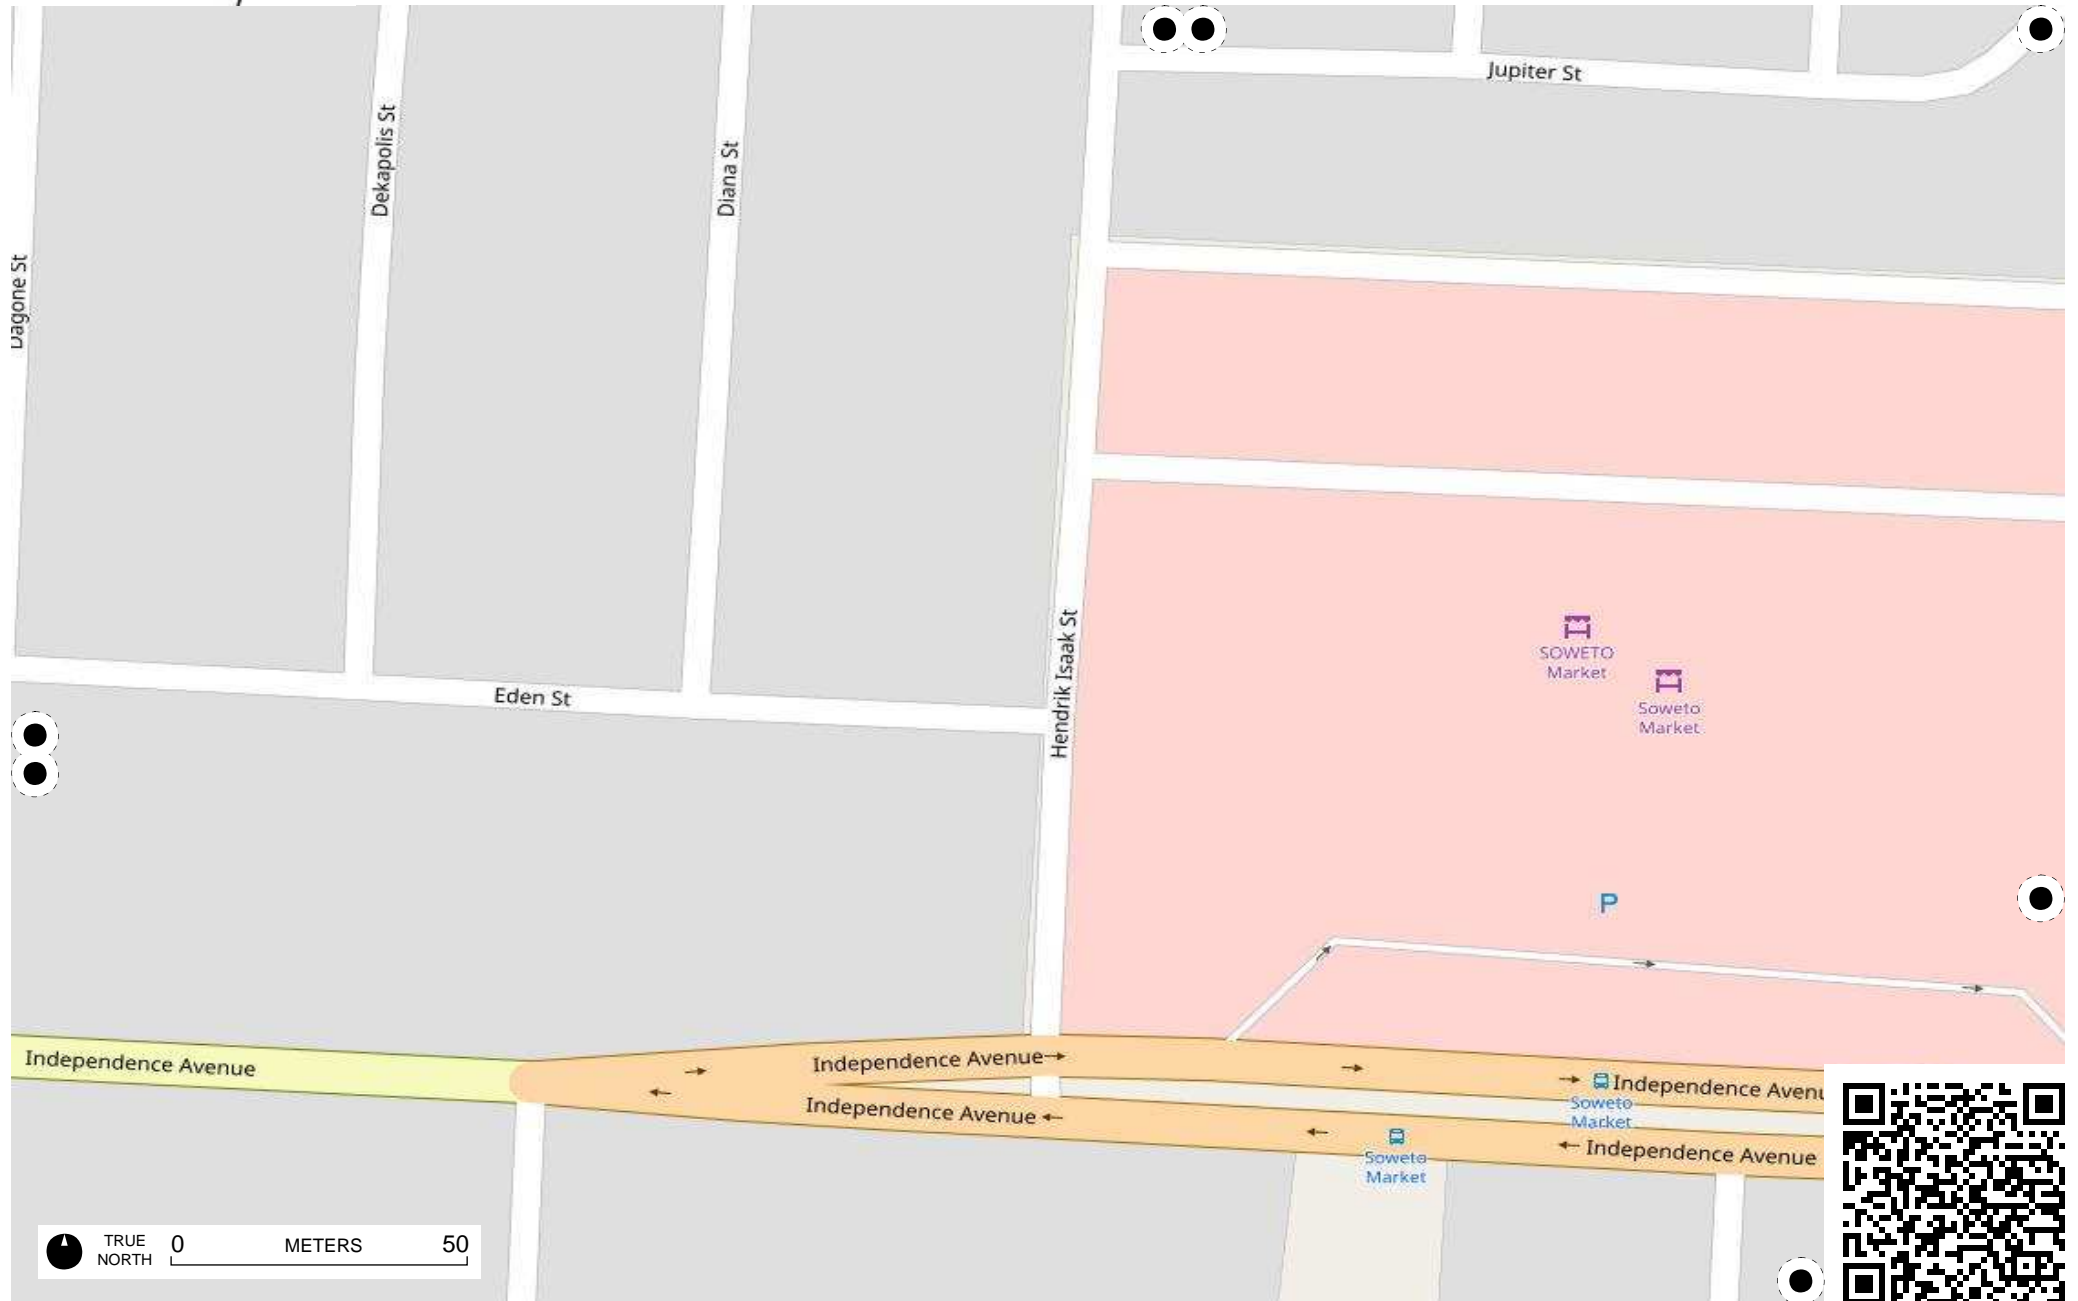 Jupiter St
Dekapolis St
Diana St
Dagone St
Hendrik Isaak St
SOWETO
Market
Soweto
Market
Eden St
P
Independence Avenue
Independence Avenue
Independence Avenue
Independence Avenu
Soweto
Market
Independence Avenue
Soweto
Market
TRUE
NORTH
0 METERS 50